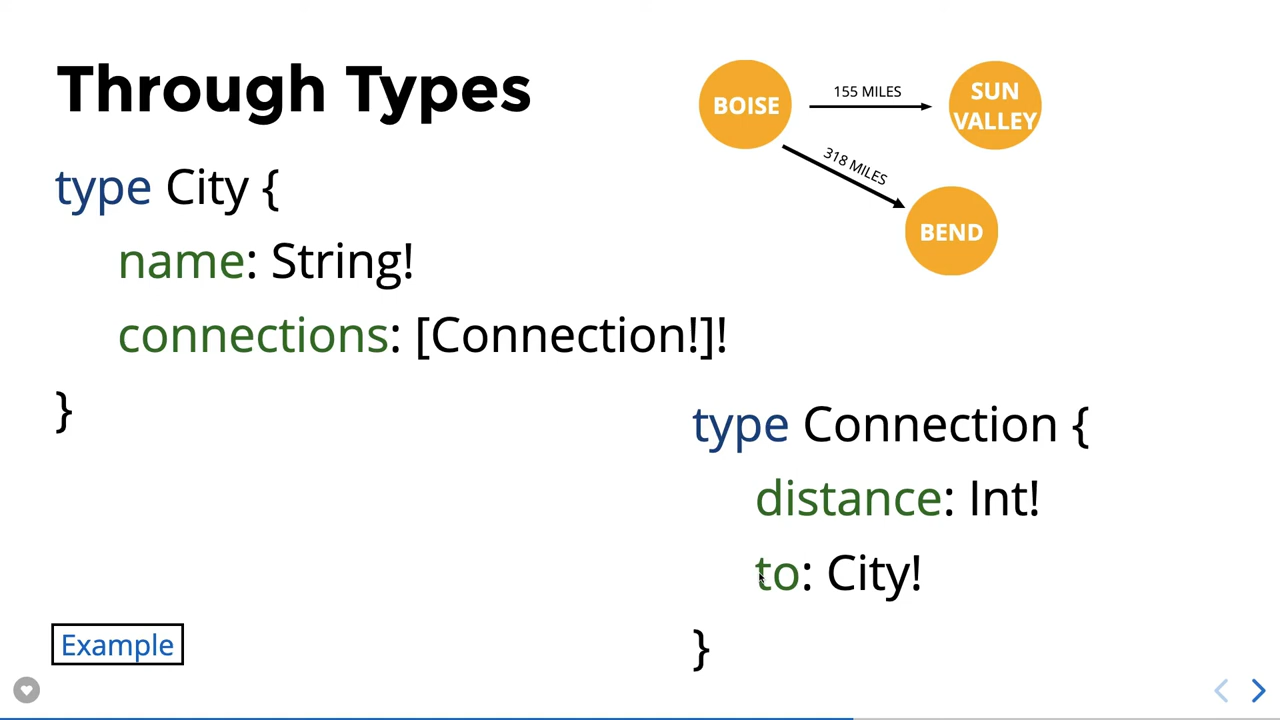 Through Types
type City {
name: String!
connections: [Connection!]!
}
BOISE
155 MILES
SUN
VALLEY
318 MILES
BEND
type Connection {
distance: Int!
to: City!
}
Example